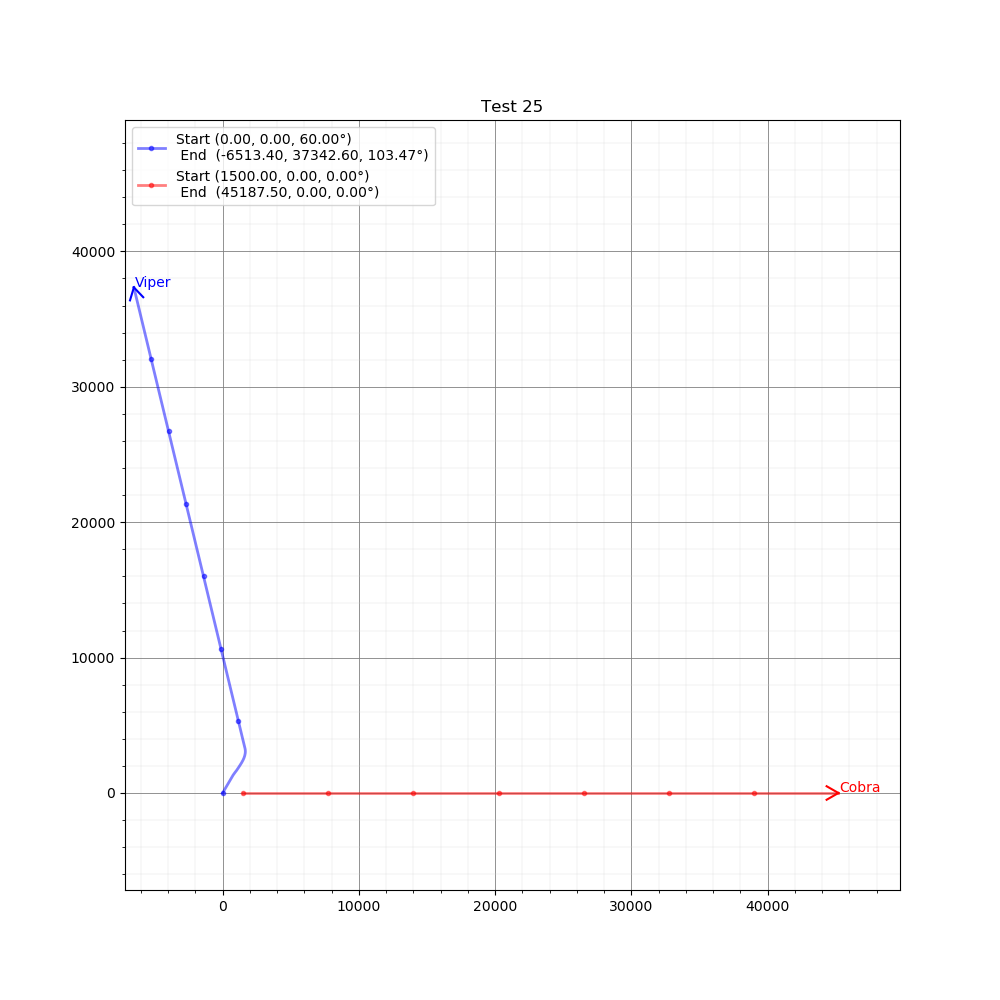 Test 25
Start (0.00, 0.00, 60.00°)
End  (-6513.40, 37342.60, 103.47°)
Start (1500.00, 0.00, 0.00°)
End  (45187.50, 0.00, 0.00°)
40000
Viper
30000
20000
10000
0
Cobra
0 10000 20000 30000 40000